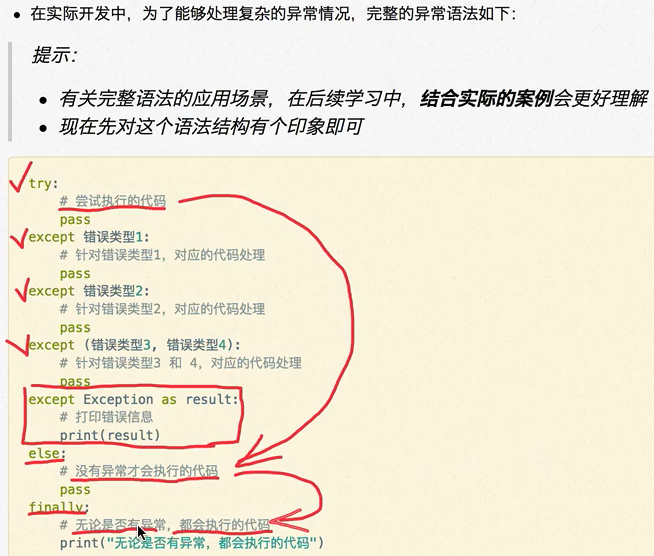 • 在实际开发中，为了能够处理复杂的异常情况，完整的异常语法如下：
提示：
• 有关完整语法的应用场景，在后续学习中，结合实际的案例会更好理解
• 现在先对这个语法结构有个印象即可
try:
    # 尝试执行的代码
    pass
except 错误类型1:
    # 针对错误类型1，对应的代码处理
    pass
except 错误类型2:
    # 针对错误类型2，对应的代码处理
    pass
except (错误类型3, 错误类型4):
    # 针对错误类型3 和 4，对应的代码处理
    pass
except Exception as result:
    # 打印错误信息
    print(result)
else:
    # 没有异常才会执行的代码
    pass
finally:
    # 无论是否有异常，都会执行的代码
    print("无论是否有异常，都会执行的代码")